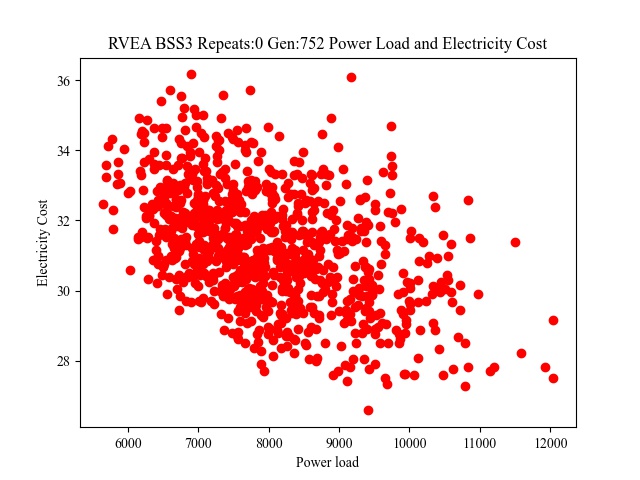 RVEA BSS3 Repeats:0 Gen:752 Power Load and Electricity Cost
36
34
32
30
28
Electricity Cost
6000 7000 8000 9000 10000 11000 12000
Power load